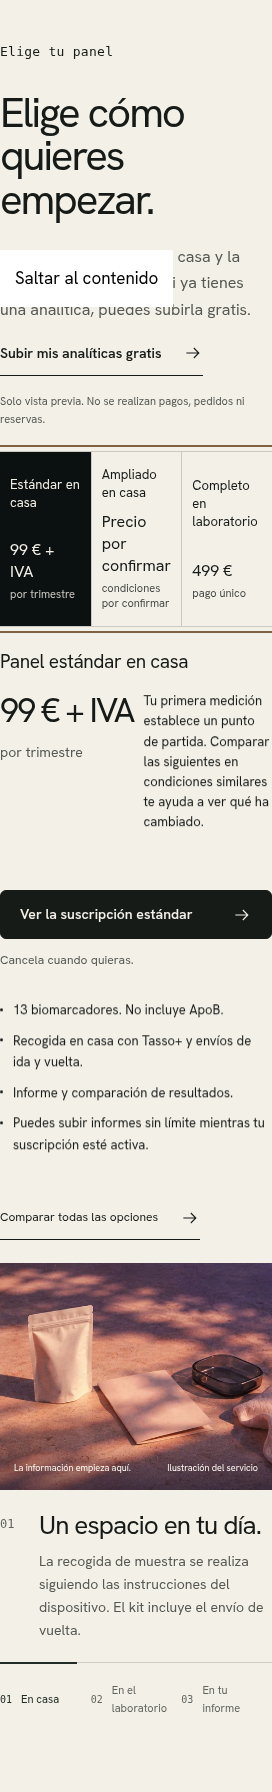 Elige tu panel
Elige cómo
quieres
empezar.
casa y la
Saltar al contenido
i ya tienes
una analítica, puedes subirla gratis.
Subir mis analíticas gratis
Solo vista previa. No se realizan pagos, pedidos ni
reservas.
Estándar en
casa
99 € +
IVA
por trimestre
Ampliado
en casa
Precio
por
confirmar
condiciones
por confirmar
Completo
en
laboratorio
499 €
pago único
Panel estándar en casa
99 € + IVA
por trimestre
Tu primera medición
establece un punto
de partida. Comparar
las siguientes en
condiciones similares
te ayuda a ver qué ha
cambiado.
Ver la suscripción estándar
Cancela cuando quieras.
13 biomarcadores. No incluye ApoB.
Recogida en casa con Tasso+ y envíos de
ida y vuelta.
Informe y comparación de resultados.
Puedes subir informes sin límite mientras tu
suscripción esté activa.
Comparar todas las opciones
La información empieza aquí.
Ilustración del servicio
01
Un espacio en tu día.
La recogida de muestra se realiza
siguiendo las instrucciones del
dispositivo. El kit incluye el envío de
vuelta.
01 En casa
02 En el
laboratorio
03 En tu
informe